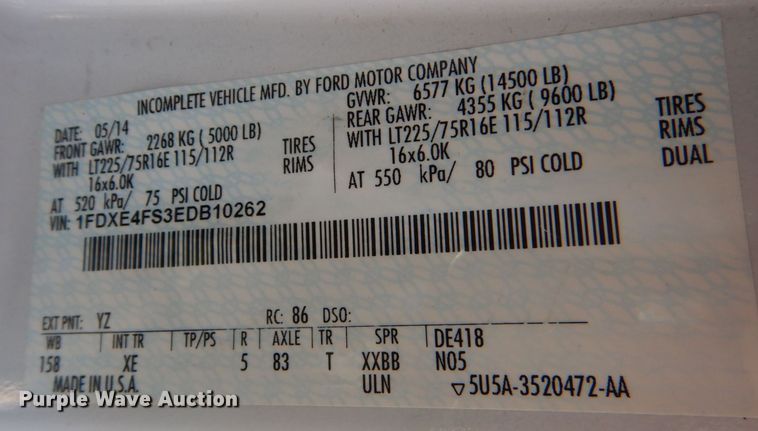 INCOMPLETE VEHICLE MFD. BY FORD MOTOR COMPANY
DATE: 05/14 GVWR: 6577 KG (14500 LB)
FRONT GAWR: 2268 KG (5000 LB) REAR GAWR: 4355 KG (9600 LB)
WITH LT225/75R16E 115/112R TIRES WITH LT225/75R16E 115/112R TIRES
16x6.0K RIMS 16x6.0K RIMS
AT 520 kPa/ 75 PSI COLD AT 550 kPa/ 80 PSI COLD DUAL
VIN: 1FDXE4FS3EDB10262
EXT PNT: YZ RC: 86 DSO:
WB INT TR TP/PS R AXLE TR SPR DE418
158 XE 5 83 T XXBB N05
MADE IN U.S.A. ULN ▽5U5A-3520472-AA
Purple Wave Auction